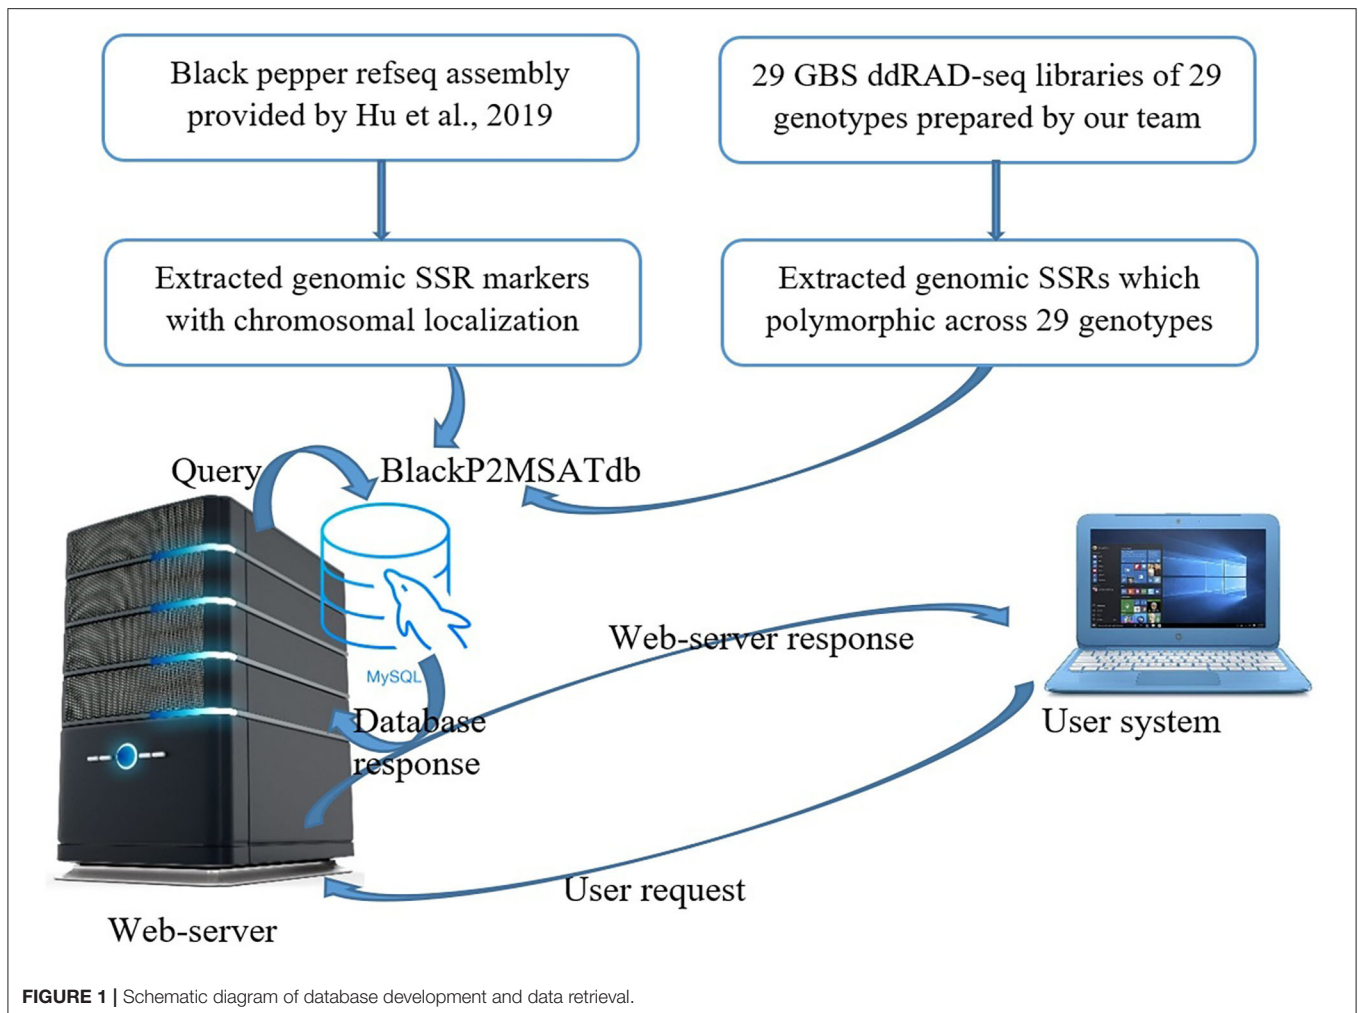 Black pepper refseq assembly
provided by Hu et al., 2019
29 GBS ddRAD-seq libraries of 29
genotypes prepared by our team
Extracted genomic SSR markers
with chromosomal localization
Extracted genomic SSRs which
polymorphic across 29 genotypes
Query
BlackP2MSATdb
MySQL
Database
response
Web-server response
User system
User request
Web-server
FIGURE 1 | Schematic diagram of database development and data retrieval.